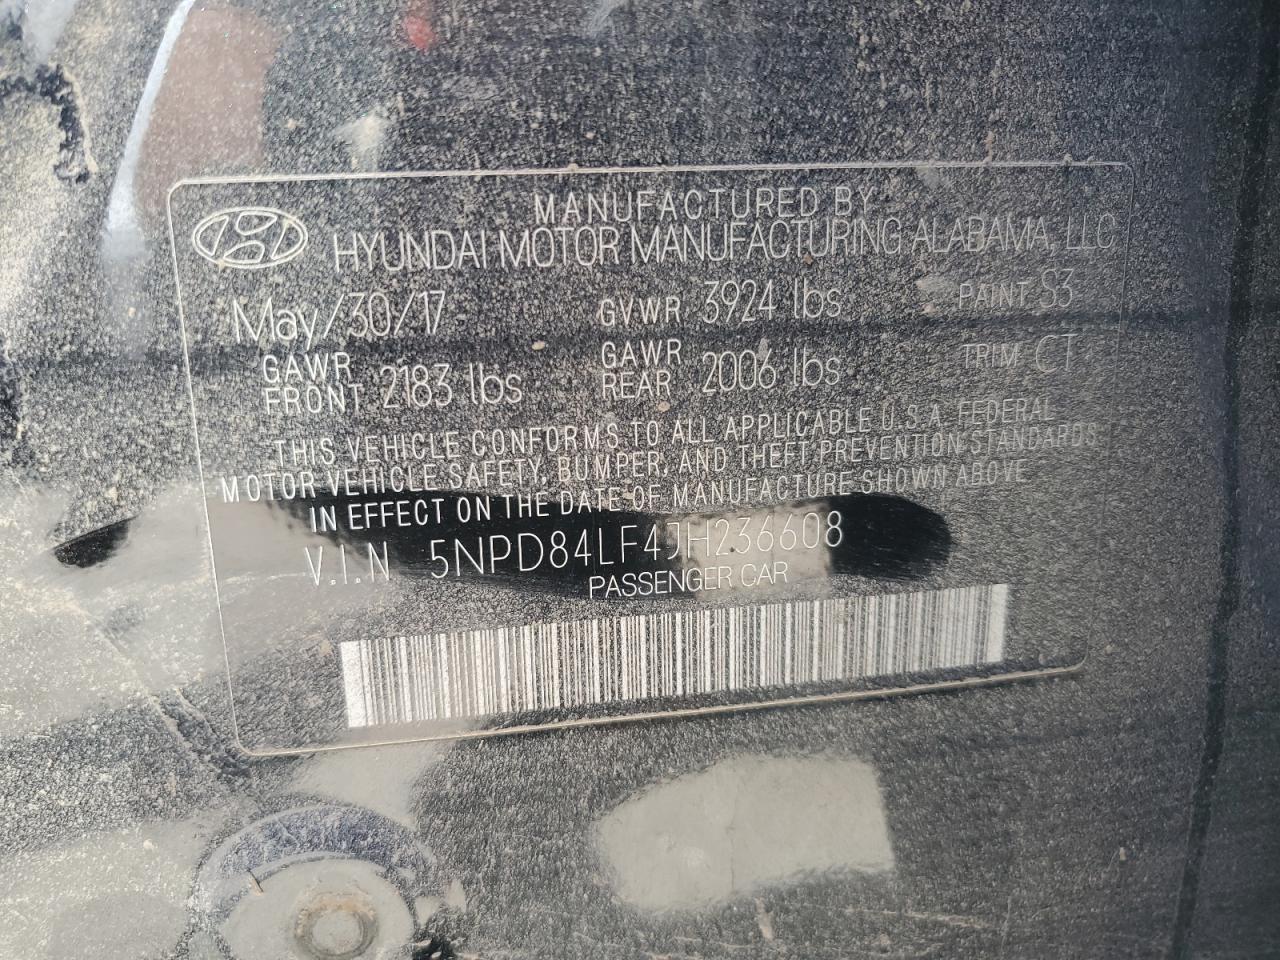 MANUFACTURED BY
HYUNDAI MOTOR MANUFACTURING ALABAMA, LLC
May/30/17 GVWR 3924 lbs PAINT S3
GAWR FRONT 2183 lbs GAWR REAR 2006 lbs TRIM CT
THIS VEHICLE CONFORMS TO ALL APPLICABLE U.S.A. FEDERAL
MOTOR VEHICLE SAFETY, BUMPER, AND THEFT PREVENTION STANDARDS
IN EFFECT ON THE DATE OF MANUFACTURE SHOWN ABOVE
V.I.N 5NPD84LF4JH236608
PASSENGER CAR